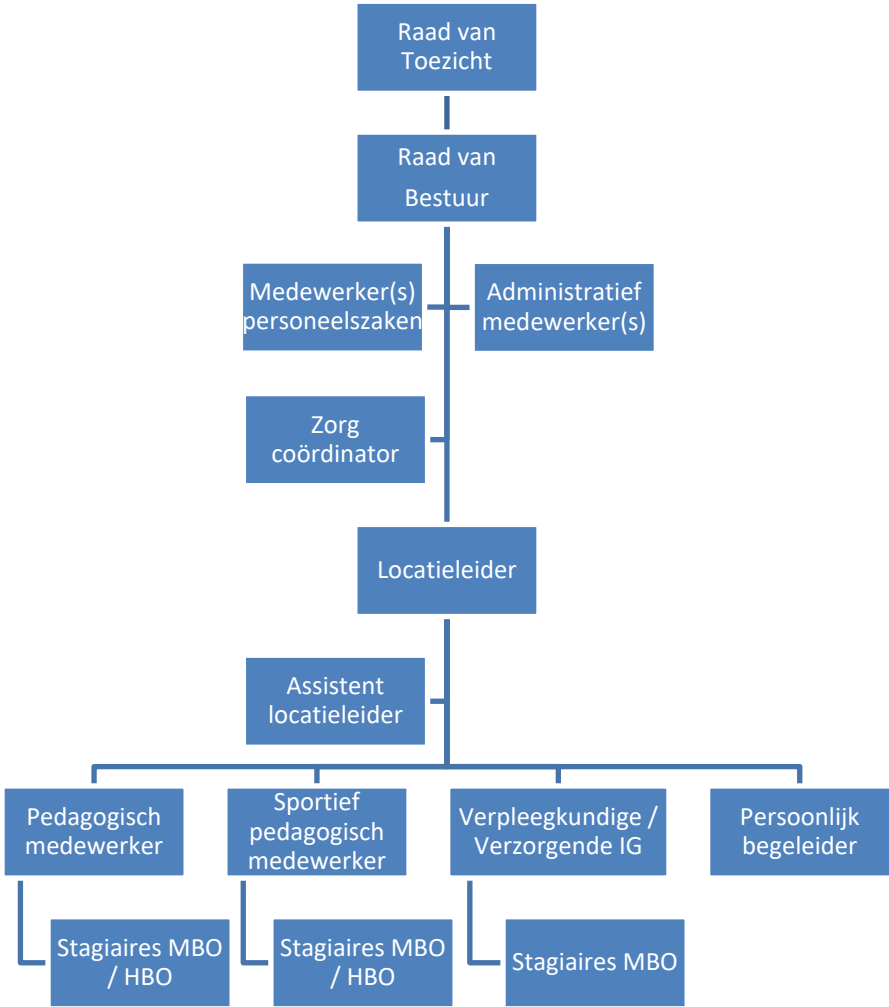 Raad van
Toezicht
Raad van
Bestuur
Medewerker(s)
personeelszaken
Administratief
medewerker(s)
Zorg
coördinator
Locatieleider
Assistent
locatieleider
Pedagogisch
medewerker
Sportief
pedagogisch
medewerker
Verpleegkundige /
Verzorgende IG
Persoonlijk
begeleider
Stagiaires MBO
/ HBO
Stagiaires MBO
/ HBO
Stagiaires MBO